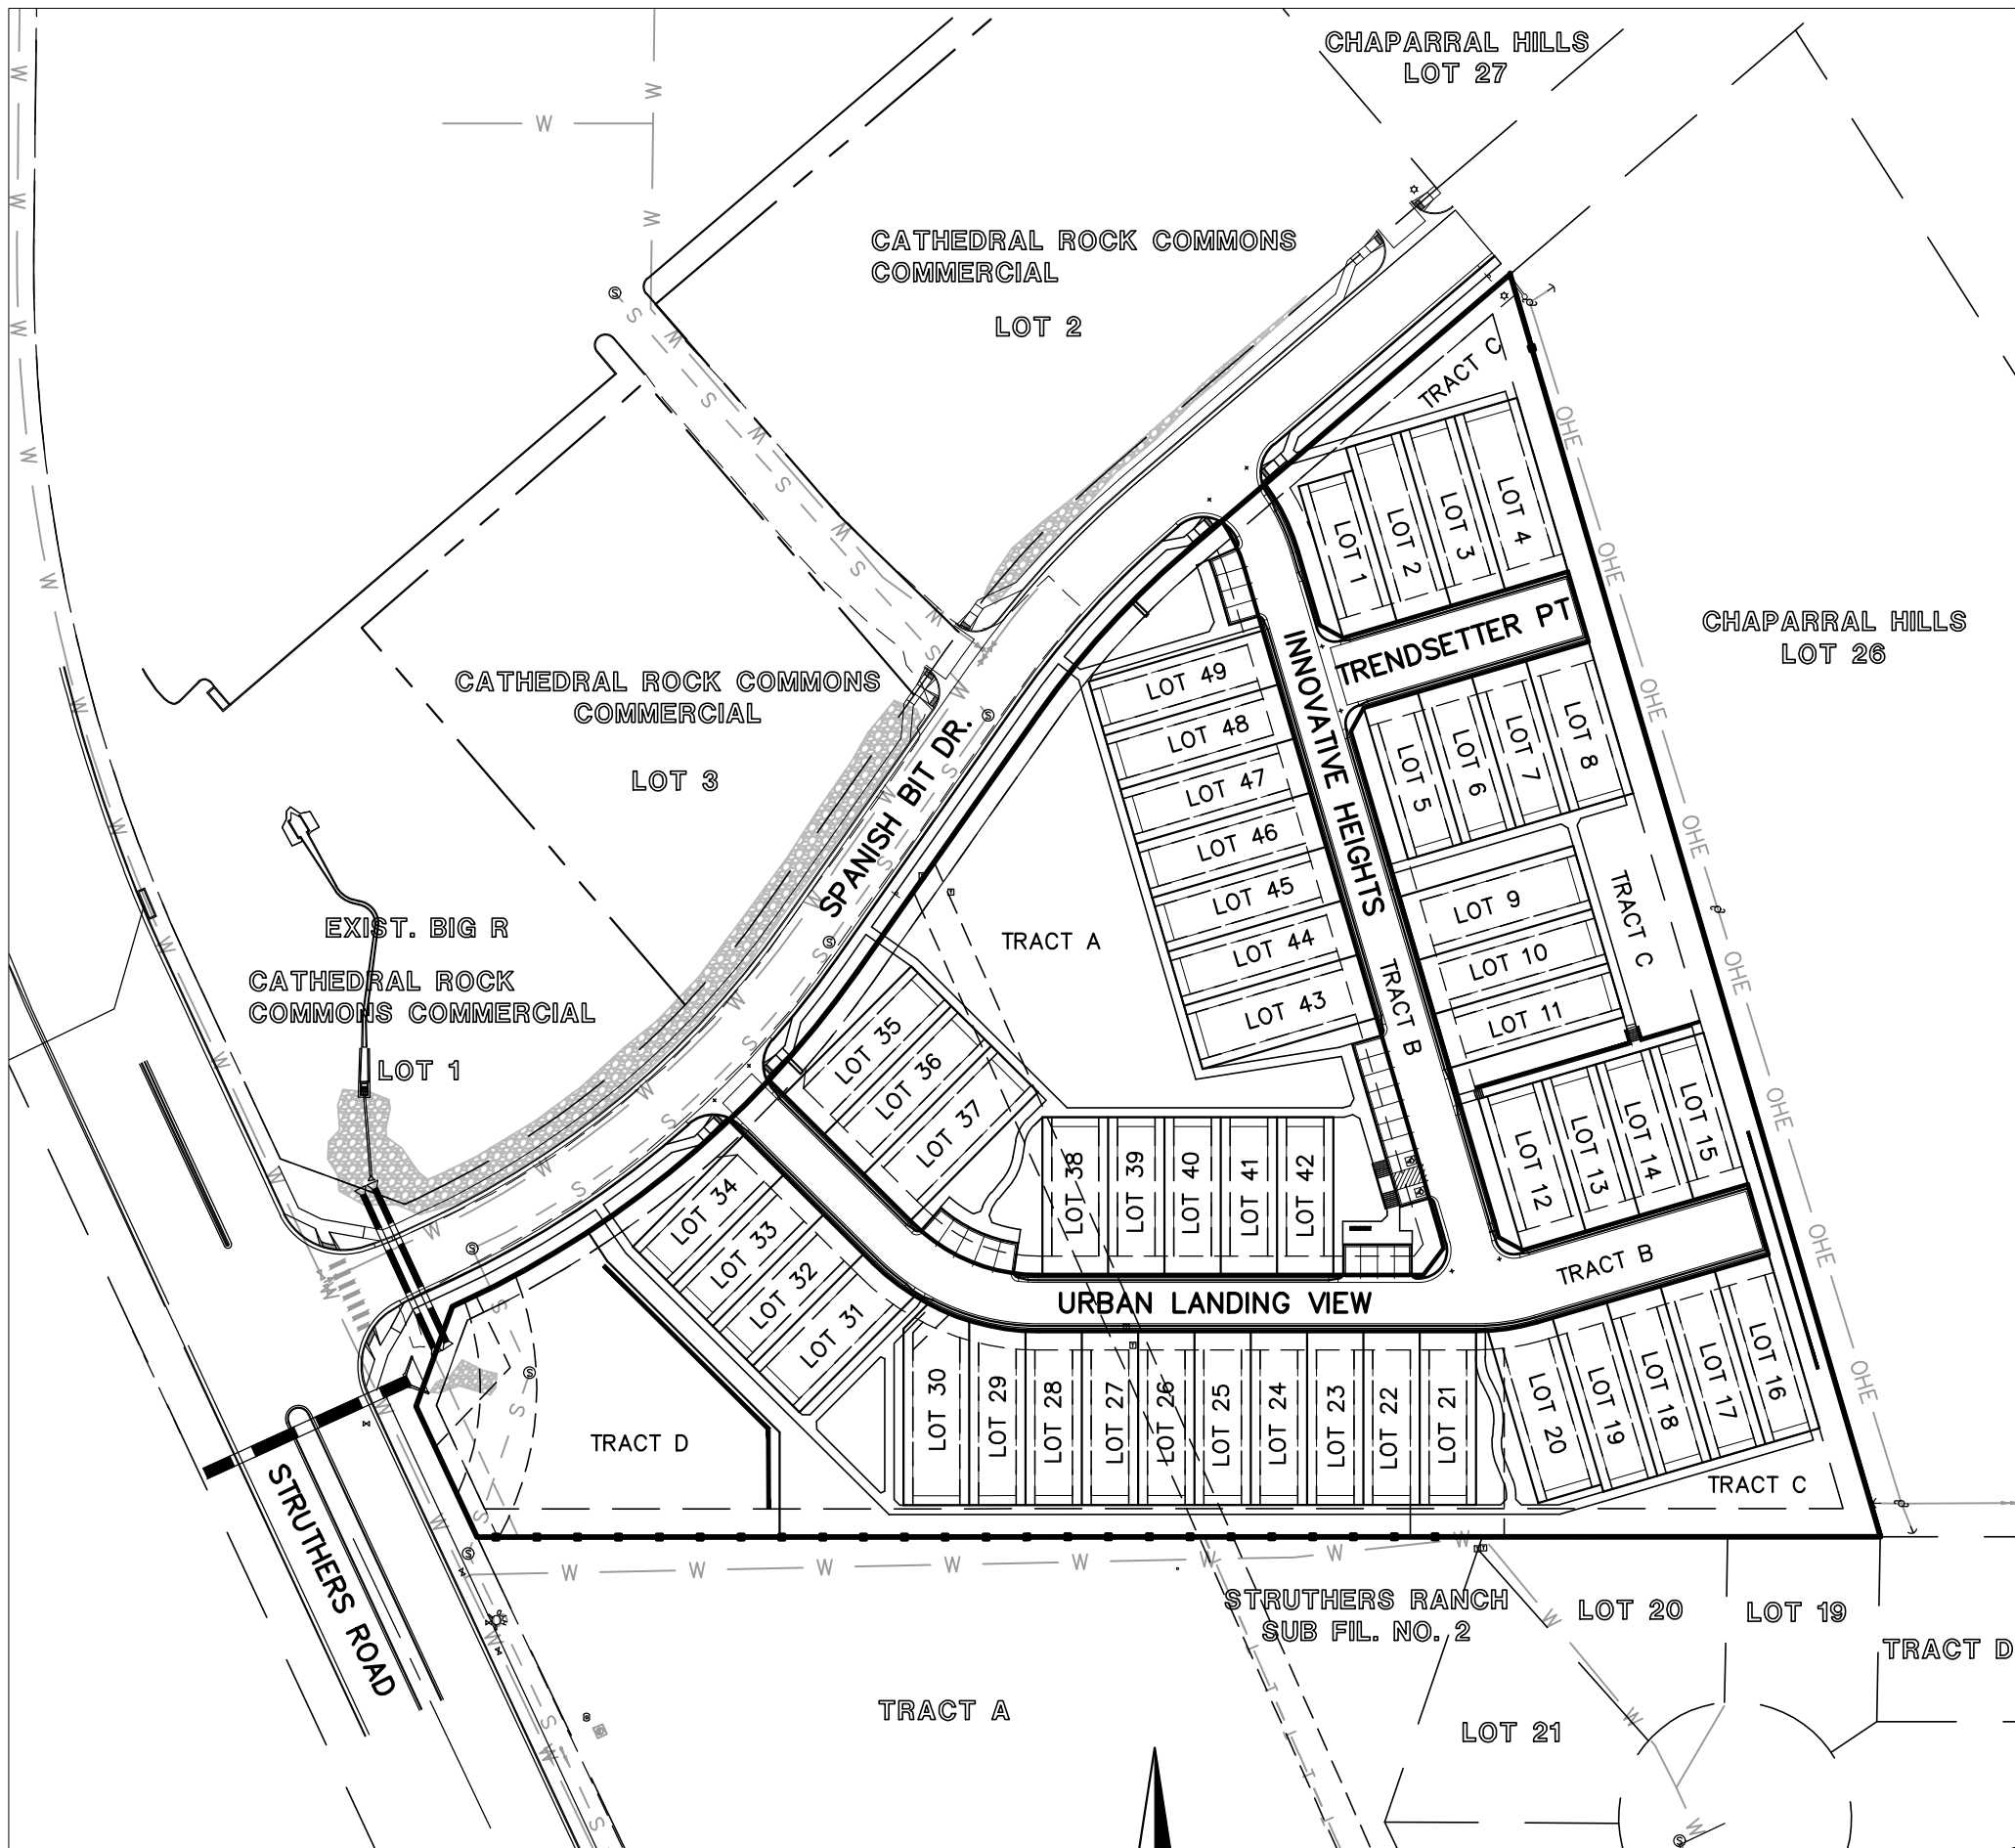 CHAPARRAL HILLS
LOT 27
CATHEDRAL ROCK COMMONS
COMMERCIAL
LOT 2
CHAPARRAL HILLS
LOT 26
CATHEDRAL ROCK COMMONS
COMMERCIAL
LOT 3
EXIST. BIG R
CATHEDRAL ROCK
COMMONS COMMERCIAL
LOT 1
SPANISH BIT DR.
INNOVATIVE HEIGHTS
TRENDSETTER PT
URBAN LANDING VIEW
STRUTHERS ROAD
TRACT C
LOT 1
LOT 2
LOT 3
LOT 4
LOT 5
LOT 6
LOT 7
LOT 8
LOT 9
LOT 10
LOT 11
TRACT C
LOT 12
LOT 13
LOT 14
LOT 15
TRACT B
TRACT B
LOT 49
LOT 48
LOT 47
LOT 46
LOT 45
LOT 44
LOT 43
TRACT A
LOT 35
LOT 36
LOT 37
LOT 38
LOT 39
LOT 40
LOT 41
LOT 42
LOT 34
LOT 33
LOT 32
LOT 31
LOT 30
LOT 29
LOT 28
LOT 27
LOT 26
LOT 25
LOT 24
LOT 23
LOT 22
LOT 21
LOT 20
LOT 19
LOT 18
LOT 17
LOT 16
TRACT C
TRACT D
STRUTHERS RANCH
SUB FIL. NO. 2
LOT 20
LOT 19
TRACT D
TRACT A
LOT 21
OHE
OHE
OHE
OHE
OHE
OHE
OHE
OHE